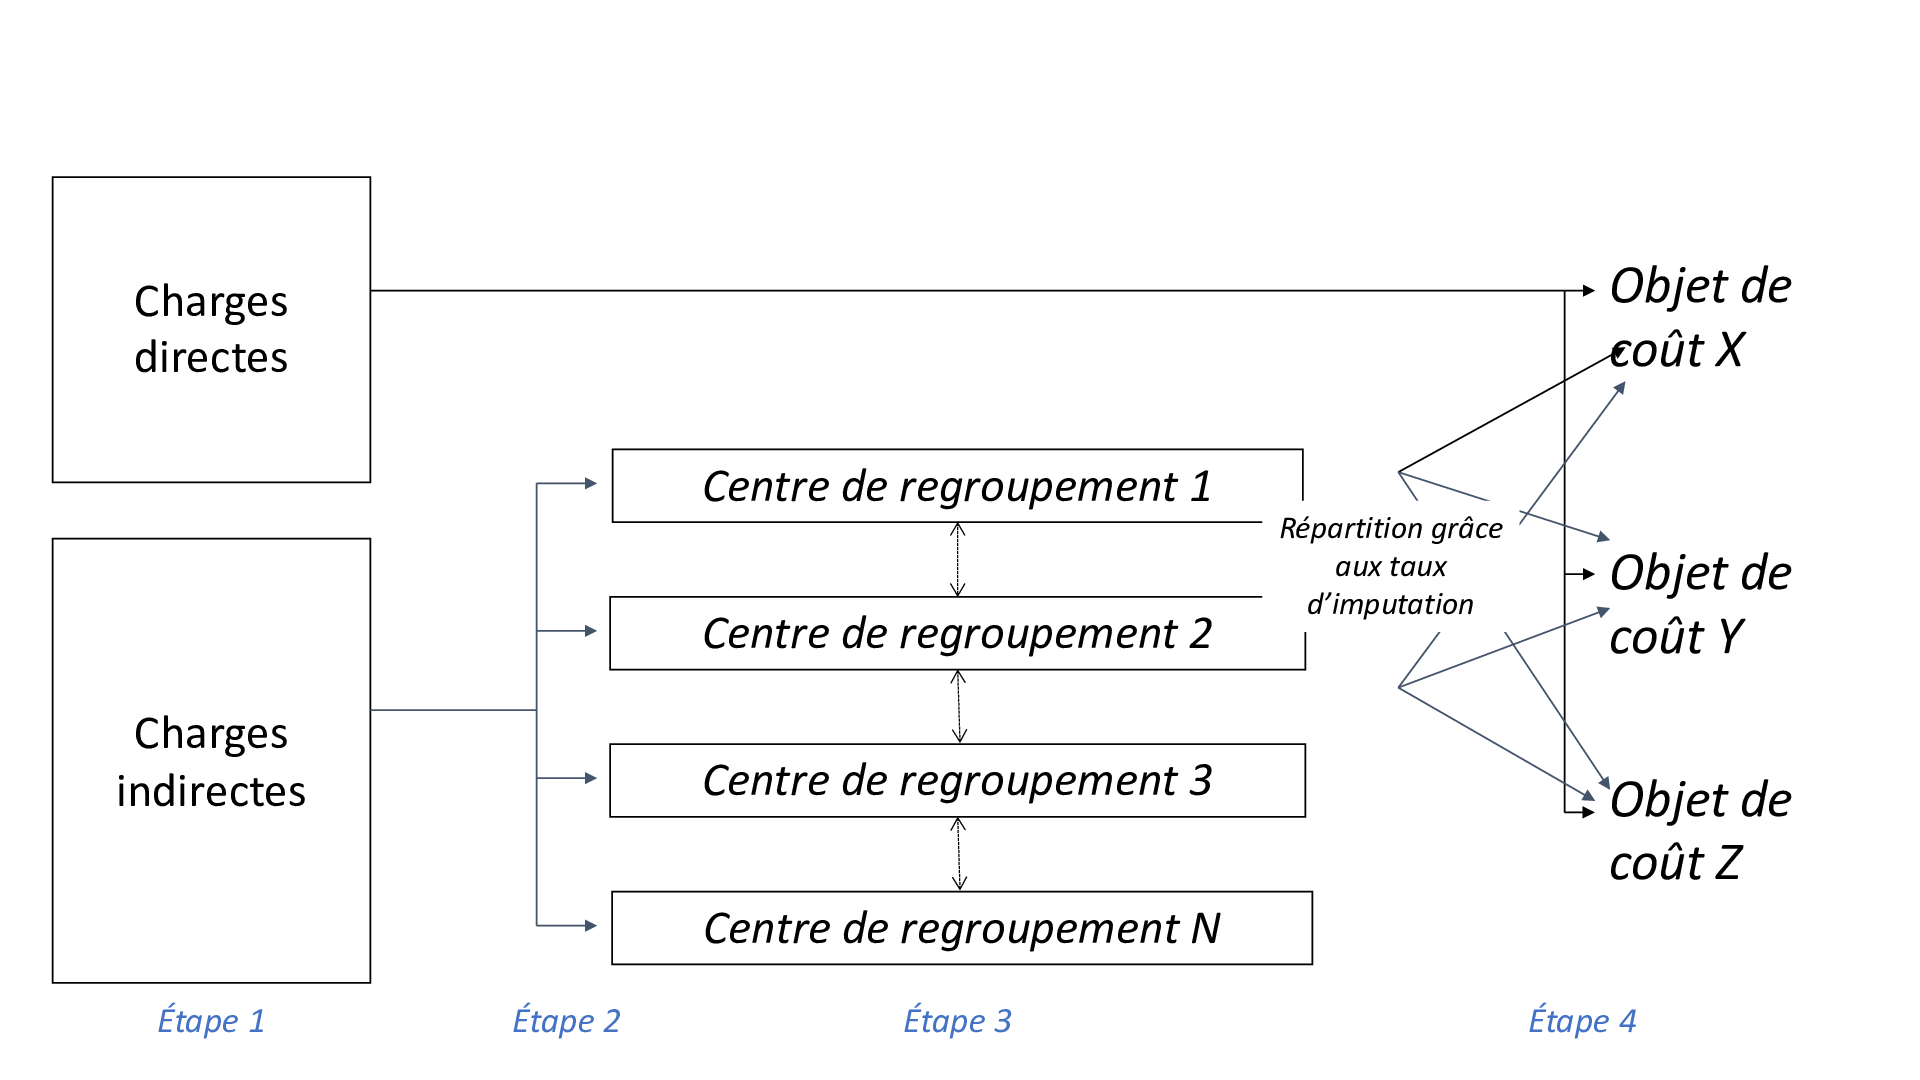 Charges
directes
Objet de
coût X
Centre de regroupement 1
Répartition grâce
aux taux
d’imputation
Objet de
coût Y
Centre de regroupement 2
Charges
indirectes
Centre de regroupement 3
Objet de
coût Z
Centre de regroupement N
Étape 1
Étape 2
Étape 3
Étape 4